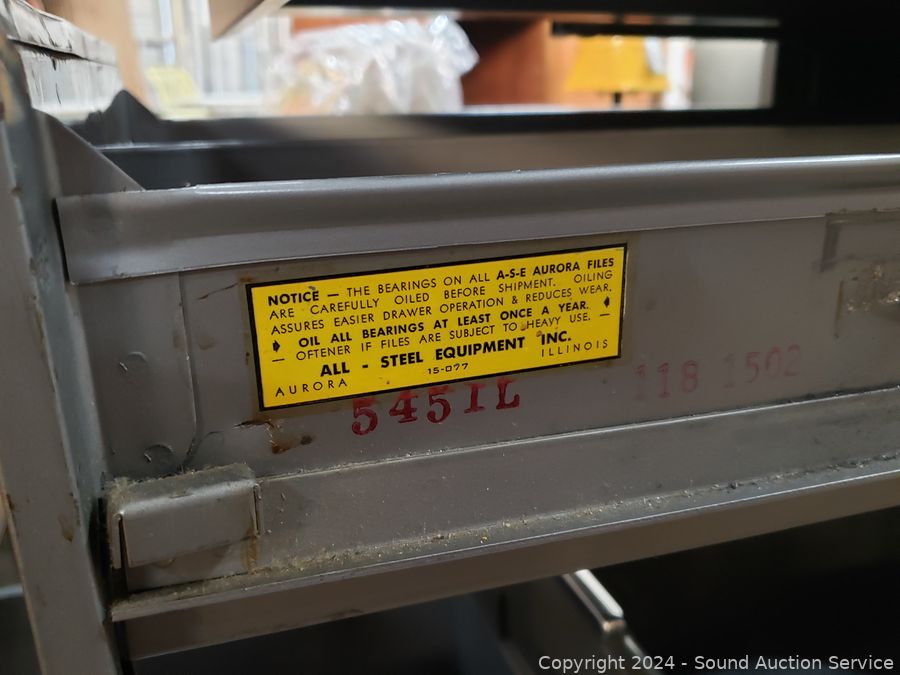 NOTICE — THE BEARINGS ON ALL A-S-E AURORA FILES
ARE CAREFULLY OILED BEFORE SHIPMENT. OILING
ASSURES EASIER DRAWER OPERATION & REDUCES WEAR.
OIL ALL BEARINGS AT LEAST ONCE A YEAR.
— OFTENER IF FILES ARE SUBJECT TO HEAVY USE. —
ALL - STEEL EQUIPMENT INC.
AURORA 15-077 ILLINOIS
5451L 118 1502
Copyright © 2024 - Sound Auction Service